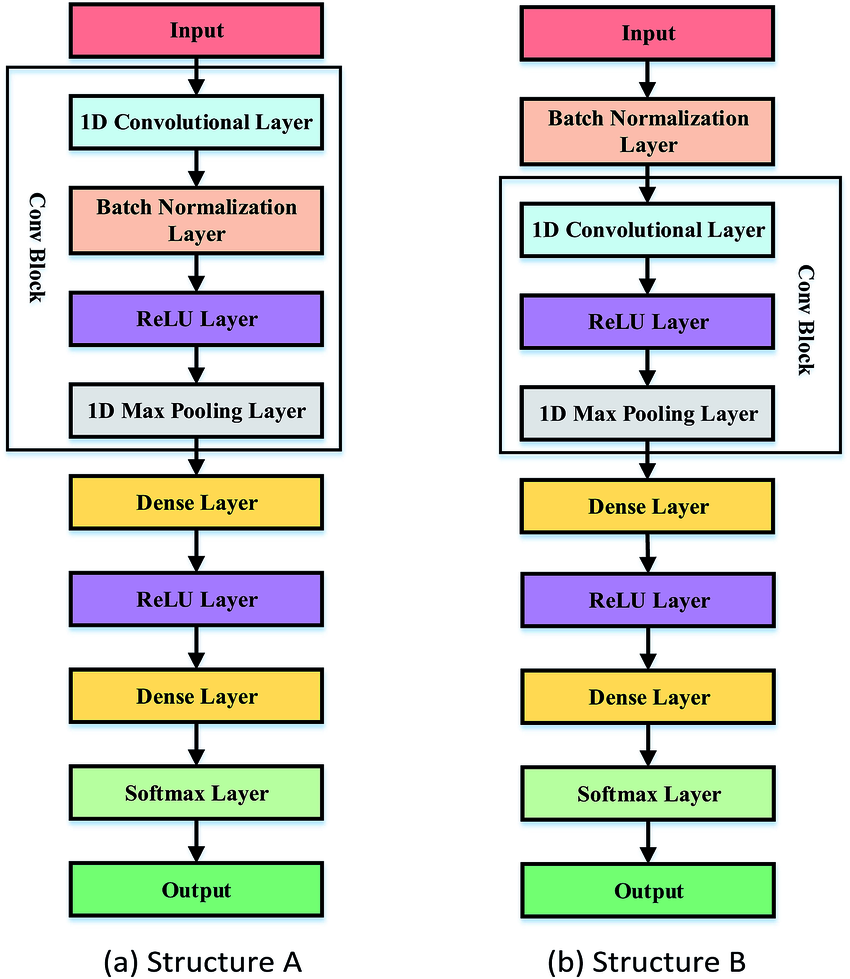 Input
1D Convolutional Layer
Batch Normalization
Layer
ReLU Layer
1D Max Pooling Layer
Conv Block
Dense Layer
ReLU Layer
Dense Layer
Softmax Layer
Output
(a) Structure A
Input
Batch Normalization
Layer
1D Convolutional Layer
ReLU Layer
1D Max Pooling Layer
Conv Block
Dense Layer
ReLU Layer
Dense Layer
Softmax Layer
Output
(b) Structure B